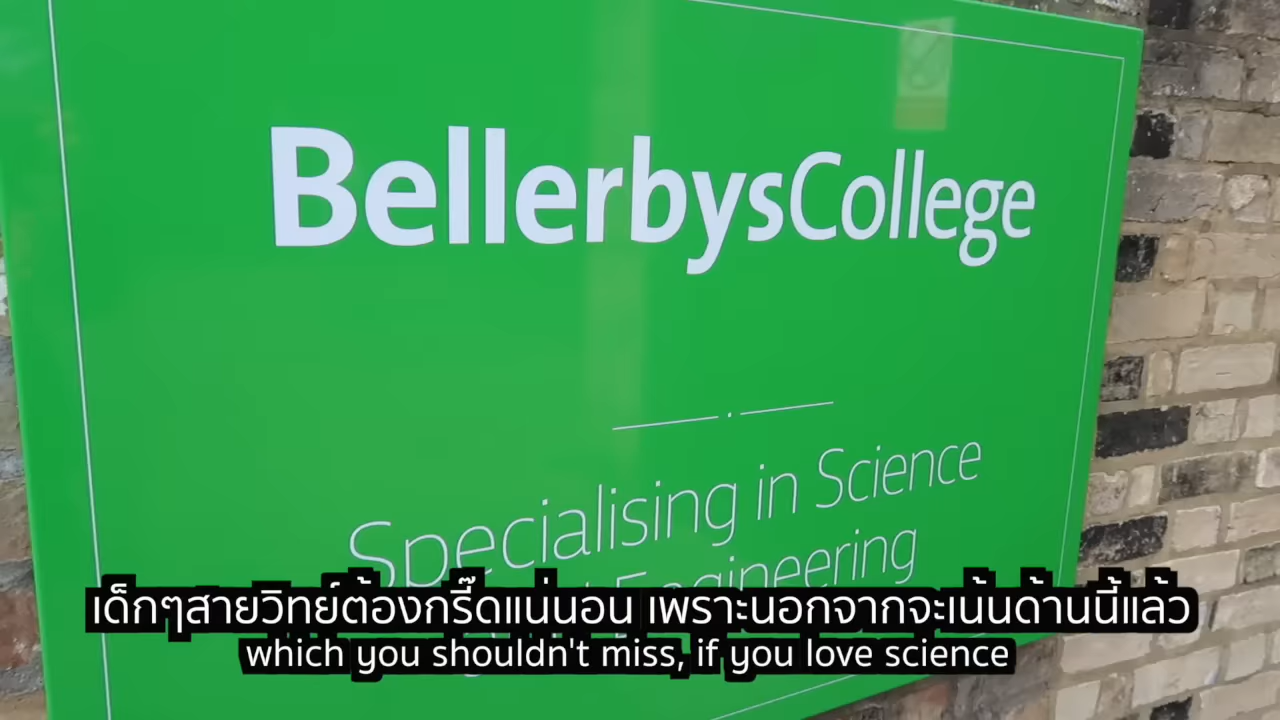 BellerbysCollege
Specialising in Science
Engineering
เด็กๆสายวิทย์ต้องกรี๊ดแน่นอน เพราะนอกจากจะเน้นด้านนี้แล้ว
which you shouldn't miss, if you love science